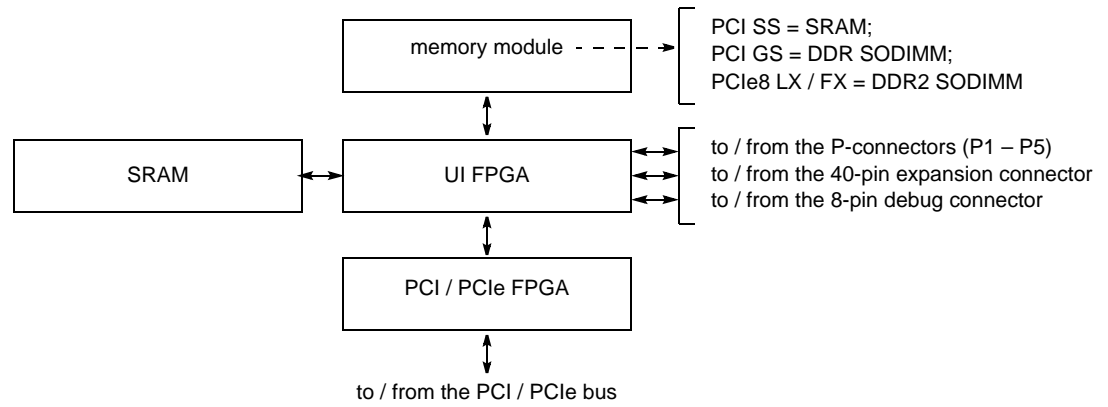 memory module
PCI SS = SRAM;
PCI GS = DDR SODIMM;
PCIe8 LX / FX = DDR2 SODIMM
SRAM
UI FPGA
to / from the P-connectors (P1 – P5)
to / from the 40-pin expansion connector
to / from the 8-pin debug connector
PCI / PCIe FPGA
to / from the PCI / PCIe bus